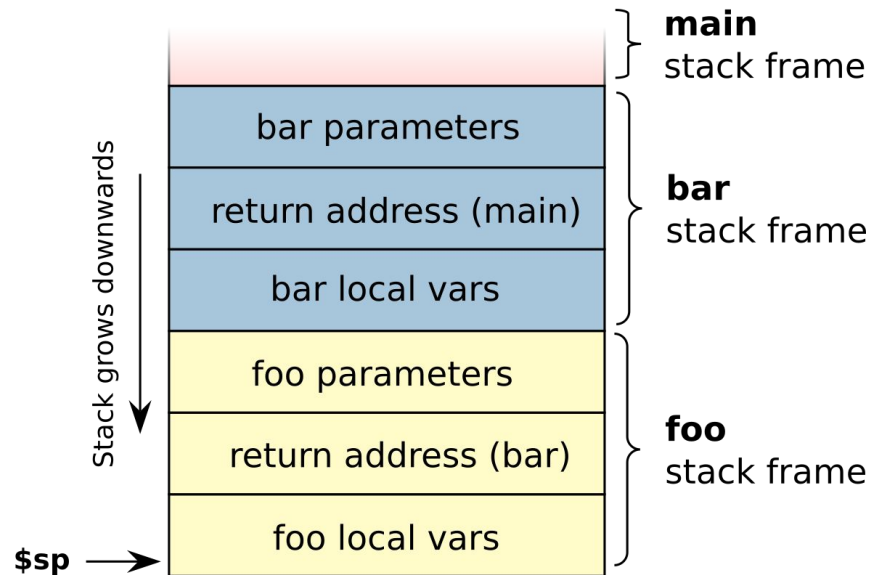 main
stack frame
bar parameters
return address (main)
bar local vars
bar
stack frame
Stack grows downwards
foo parameters
return address (bar)
foo local vars
foo
stack frame
$sp